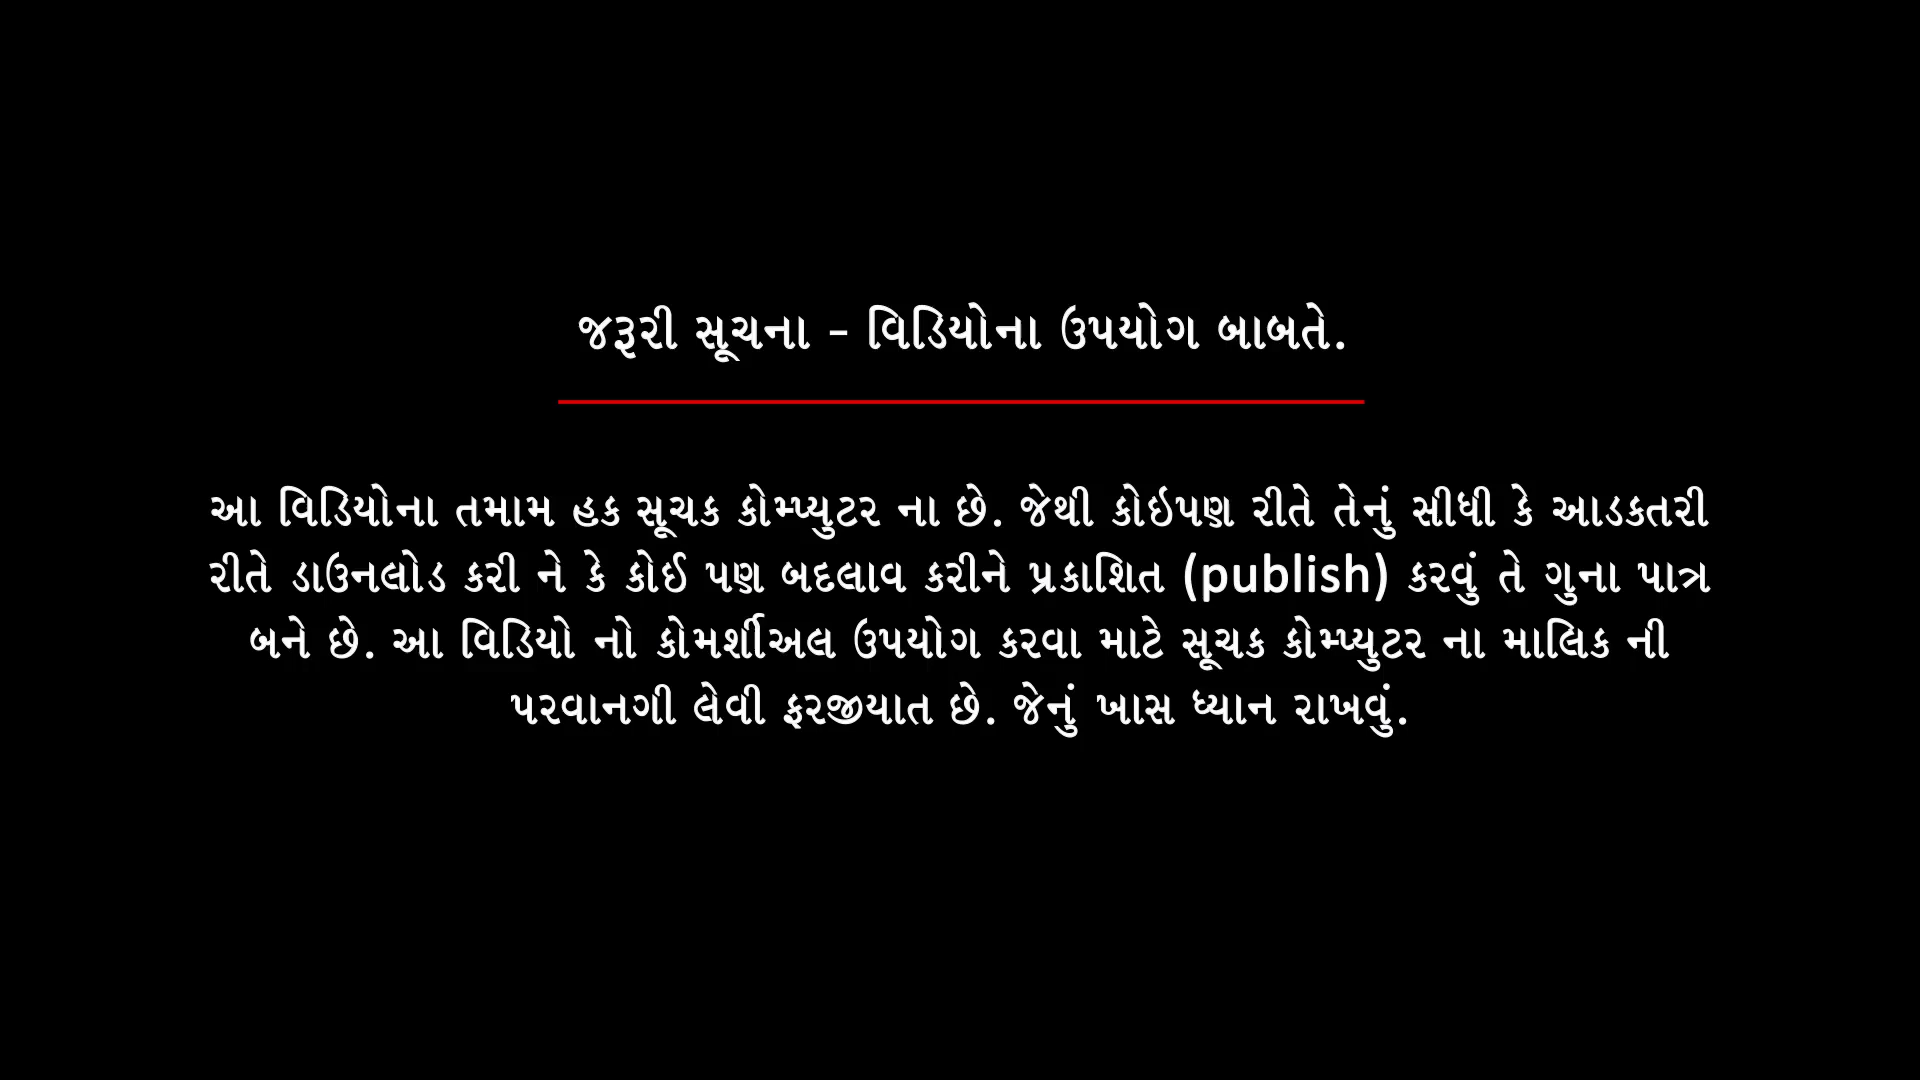 જરૂરી સૂચના - વિડિયોના ઉપયોગ બાબતે.
આ વિડિયોના તમામ હક સૂચક કોમ્પ્યુટર ના છે. જેથી કોઇપણ રીતે તેનું સીધી કે આડકતરી
રીતે ડાઉનલોડ કરી ને કે કોઈ પણ બદલાવ કરીને પ્રકાશિત (publish) કરવું તે ગુના પાત્ર
બને છે. આ વિડિયો નો કોમર્શીઅલ ઉપયોગ કરવા માટે સૂચક કોમ્પ્યુટર ના માલિક ની
પરવાનગી લેવી ફરજીયાત છે. જેનું ખાસ ધ્યાન રાખવું.